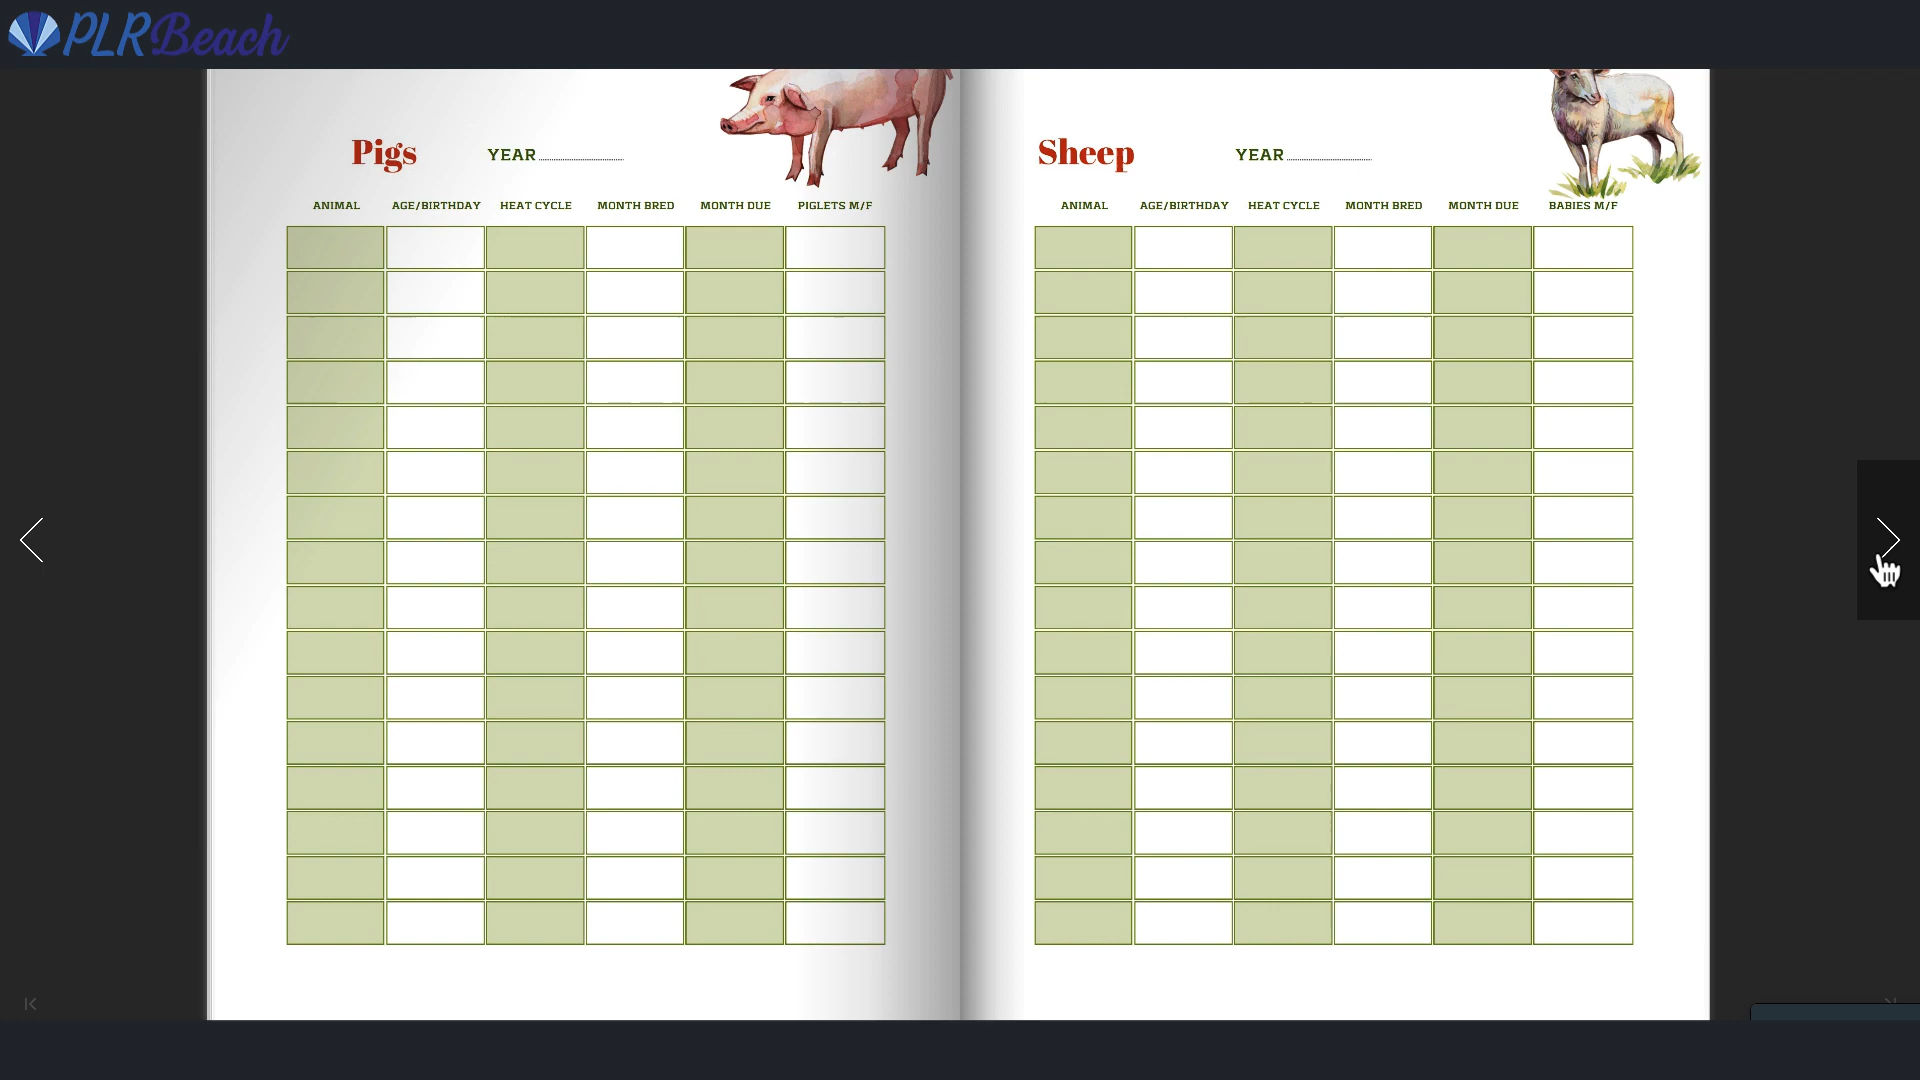 PLRBeach
Pigs YEAR
ANIMAL AGE/BIRTHDAY HEAT CYCLE MONTH BRED MONTH DUE PIGLETS M/F
Sheep YEAR
ANIMAL AGE/BIRTHDAY HEAT CYCLE MONTH BRED MONTH DUE BABIES M/F